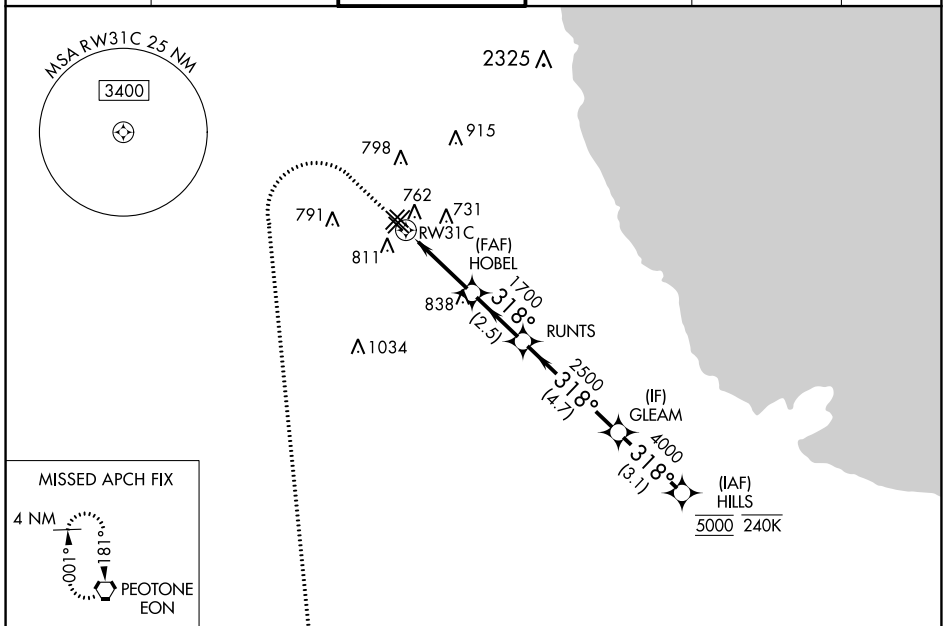 MSA RW31C 25 NM
3400
2325
915
798
762
731
791
RW31C
811
(FAF)
HOBEL
1700
318°
(2.5)
838
RUNTS
1034
2500
318°
(4.7)
(IF)
GLEAM
4000
318°
(3.1)
(IAF)
HILLS
5000 240K
MISSED APCH FIX
4 NM
001°
181°
PEOTONE
EON